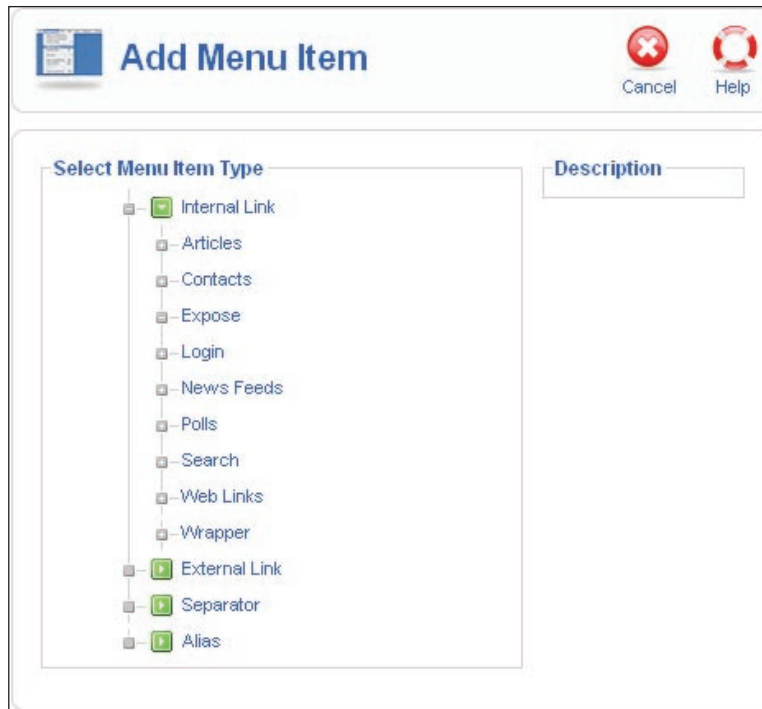 Add Menu Item
Cancel
Help
Select Menu Item Type
Description
Internal Link
Articles
Contacts
Expose
Login
News Feeds
Polls
Search
Web Links
Wrapper
External Link
Separator
Alias